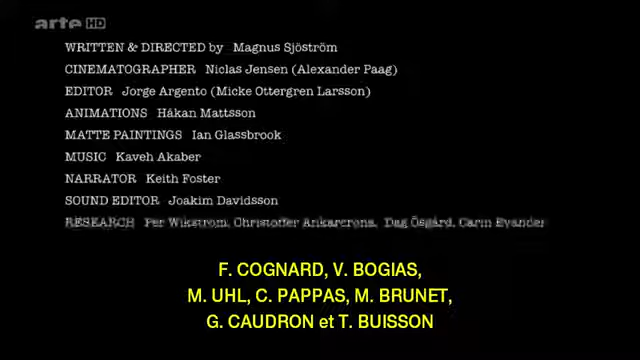 arte HD
WRITTEN & DIRECTED by Magnus Sjöström
CINEMATOGRAPHER Niclas Jensen (Alexander Paag)
EDITOR Jorge Argento (Micke Ottergren Larsson)
ANIMATIONS Håkan Mattsson
MATTE PAINTINGS Ian Glassbrook
MUSIC Kaveh Akaber
NARRATOR Keith Foster
SOUND EDITOR Joakim Davidsson
RESEARCH Per Wikström, Christoffer Ankarcrona, Dag Ösgård, Carin Evander
F. COGNARD, V. BOGIAS,
M. UHL, C. PAPPAS, M. BRUNET,
G. CAUDRON et T. BUISSON